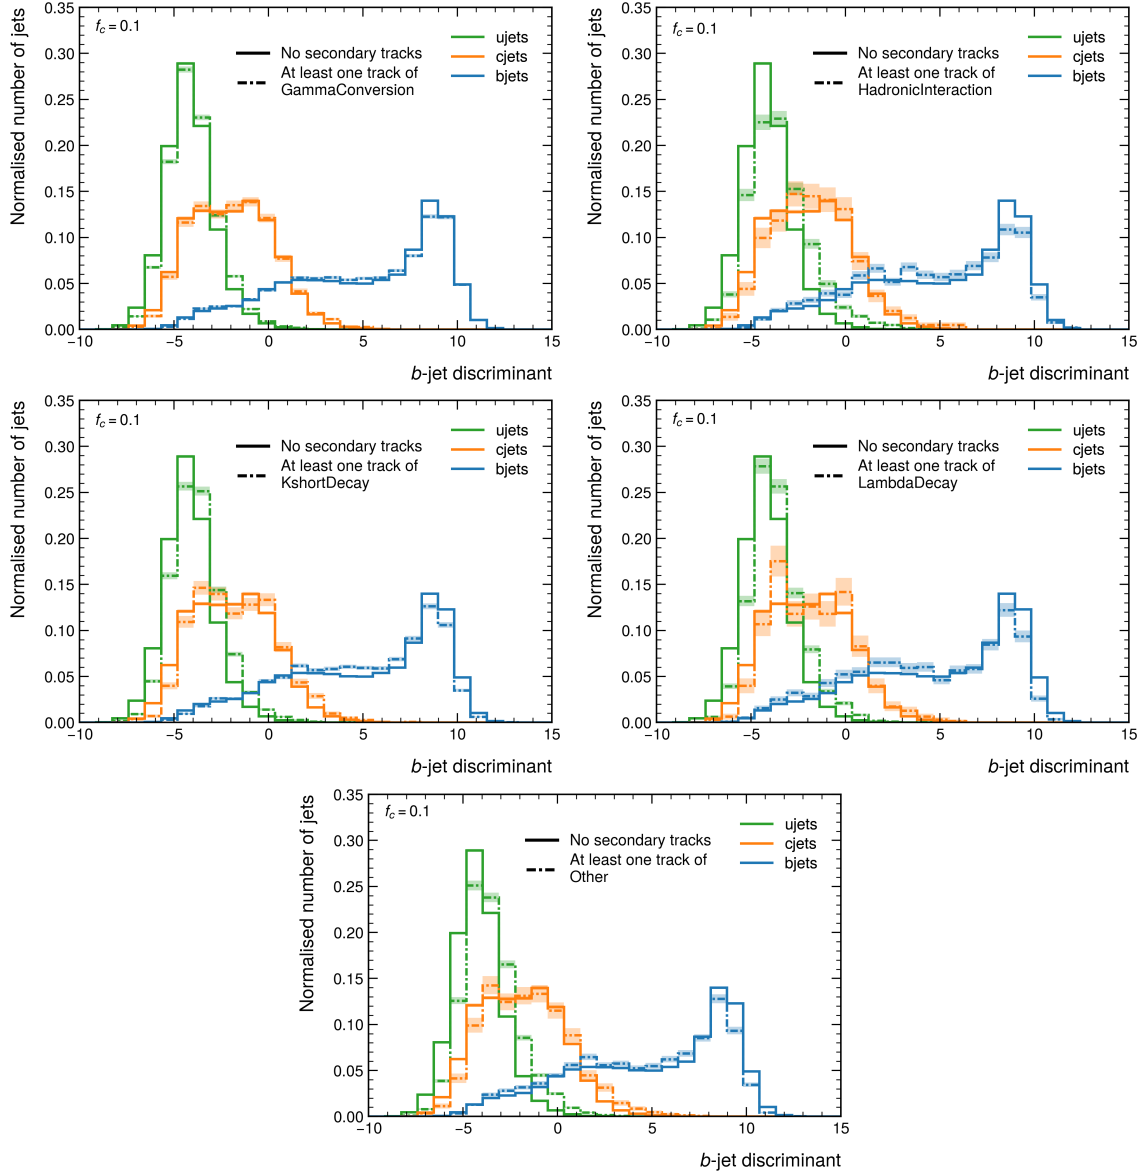 0.35
0.30
0.25
0.20
0.15
0.10
0.05
0.00
Normalised number of jets
f_c = 0.1
No secondary tracks
At least one track of
GammaConversion
ujets
cjets
bjets
−10 −5 0 5 10 15
b-jet discriminant
0.35
0.30
0.25
0.20
0.15
0.10
0.05
0.00
Normalised number of jets
f_c = 0.1
No secondary tracks
At least one track of
HadronicInteraction
ujets
cjets
bjets
−10 −5 0 5 10 15
b-jet discriminant
0.35
0.30
0.25
0.20
0.15
0.10
0.05
0.00
Normalised number of jets
f_c = 0.1
No secondary tracks
At least one track of
KshortDecay
ujets
cjets
bjets
−10 −5 0 5 10 15
b-jet discriminant
0.35
0.30
0.25
0.20
0.15
0.10
0.05
0.00
Normalised number of jets
f_c = 0.1
No secondary tracks
At least one track of
LambdaDecay
ujets
cjets
bjets
−10 −5 0 5 10 15
b-jet discriminant
0.35
0.30
0.25
0.20
0.15
0.10
0.05
0.00
Normalised number of jets
f_c = 0.1
No secondary tracks
At least one track of
Other
ujets
cjets
bjets
−10 −5 0 5 10 15
b-jet discriminant